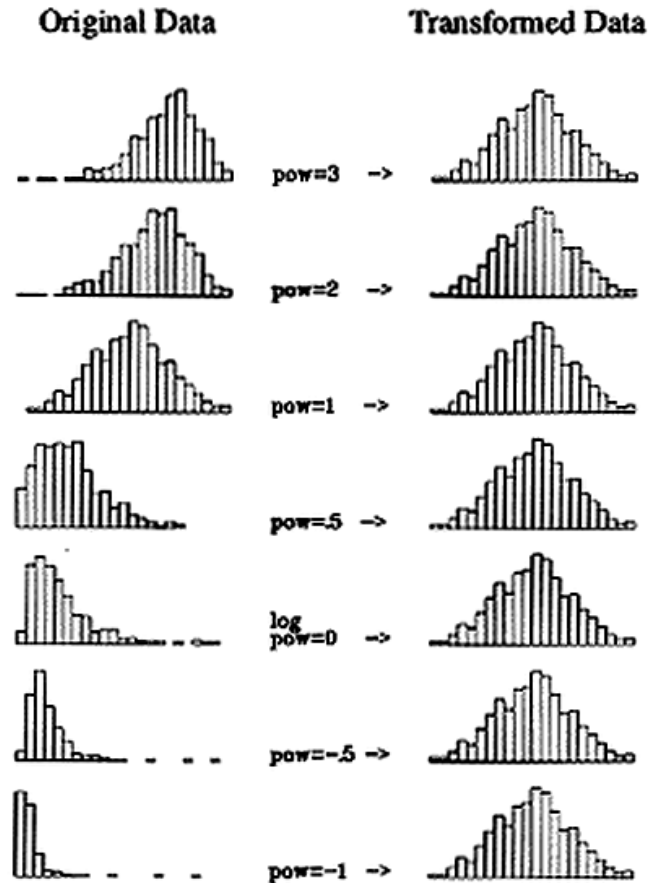 Original Data Transformed Data
pow=3 ->
pow=2 ->
pow=1 ->
pow=.5 ->
log
pow=0 ->
pow=-.5 ->
pow=-1 ->